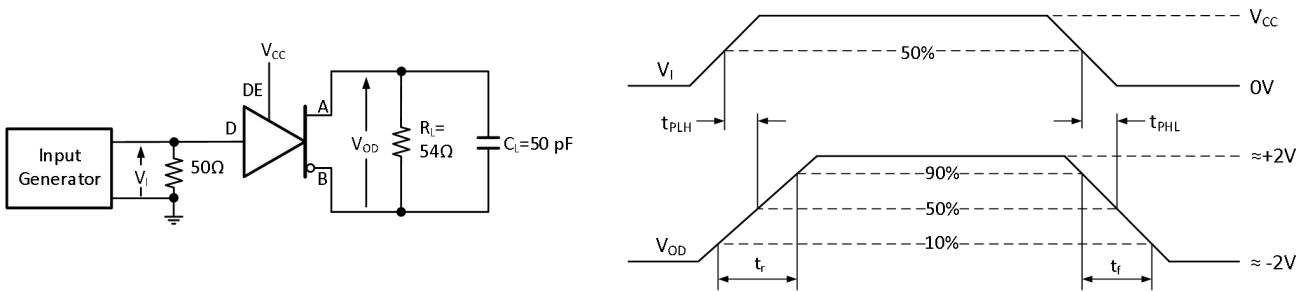 V_CC
DE
D
A
B
Input
Generator
V_I
50Ω
V_OD
R_L=
54Ω
C_L=50 pF
V_I
50%
V_CC
0V
t_PLH
t_PHL
≈+2V
90%
50%
10%
V_OD
≈ -2V
t_r
t_f